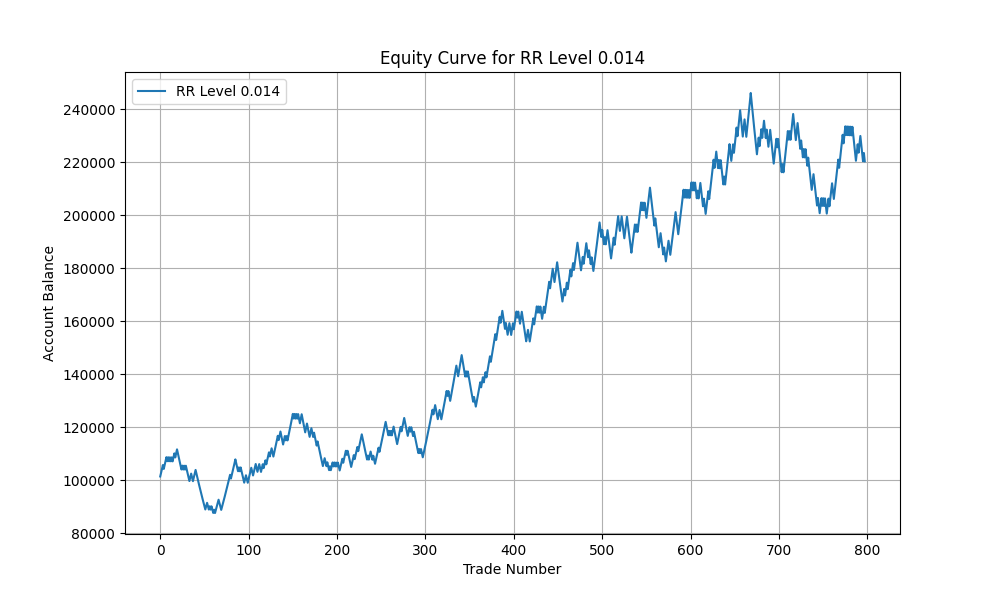 Equity Curve for RR Level 0.014
RR Level 0.014
240000
220000
200000
180000
160000
140000
120000
100000
80000
Account Balance
0 100 200 300 400 500 600 700 800
Trade Number